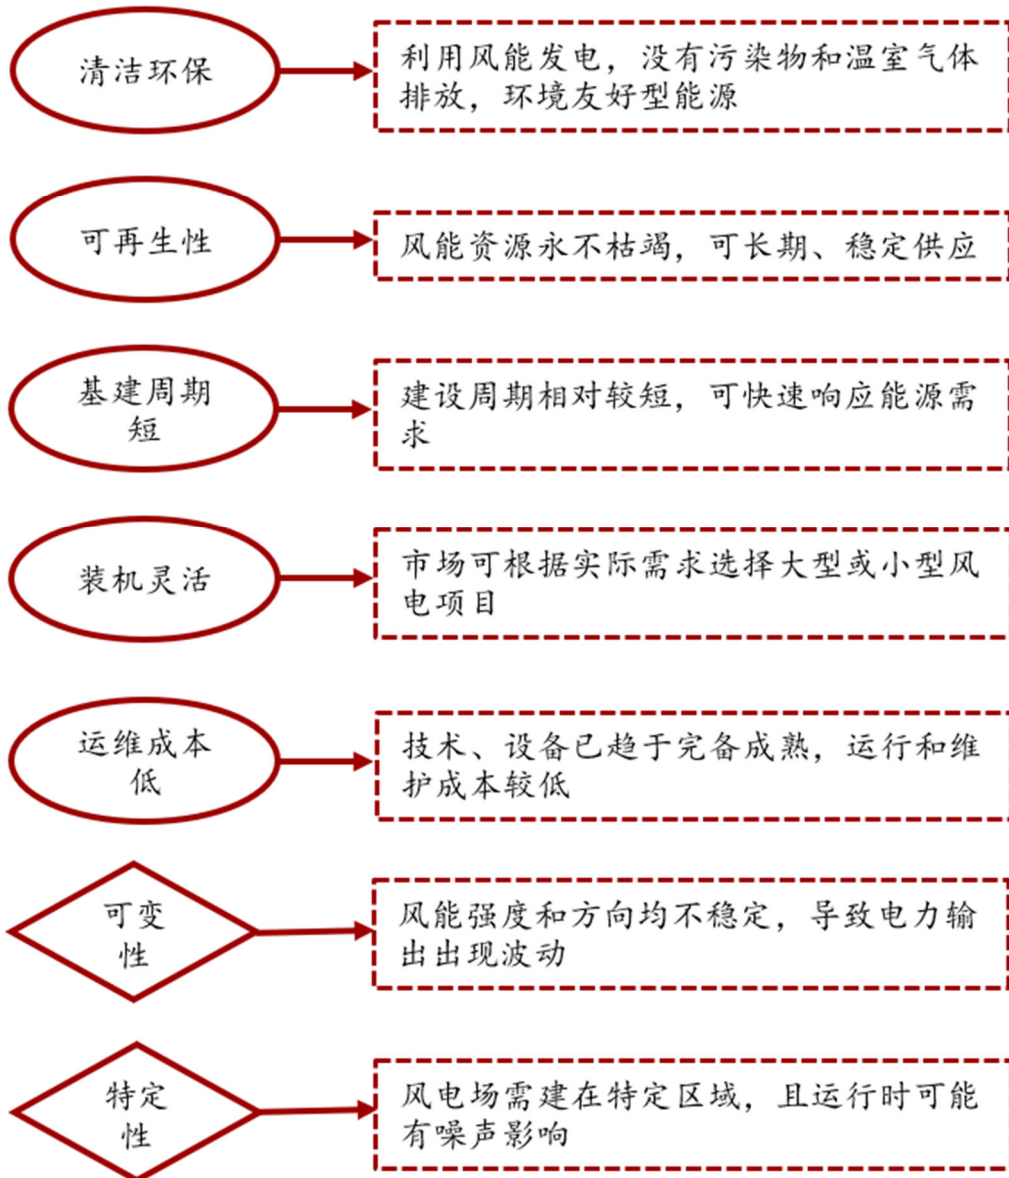 清洁环保
利用风能发电，没有污染物和温室气体
排放，环境友好型能源
可再生性
风能资源永不枯竭，可长期、稳定供应
基建周期
短
建设周期相对较短，可快速响应能源需
求
装机灵活
市场可根据实际需求选择大型或小型风
电项目
运维成本
低
技术、设备已趋于完备成熟，运行和维
护成本较低
可变
性
风能强度和方向均不稳定，导致电力输
出出现波动
特定
性
风电场需建在特定区域，且运行时可能
有噪声影响